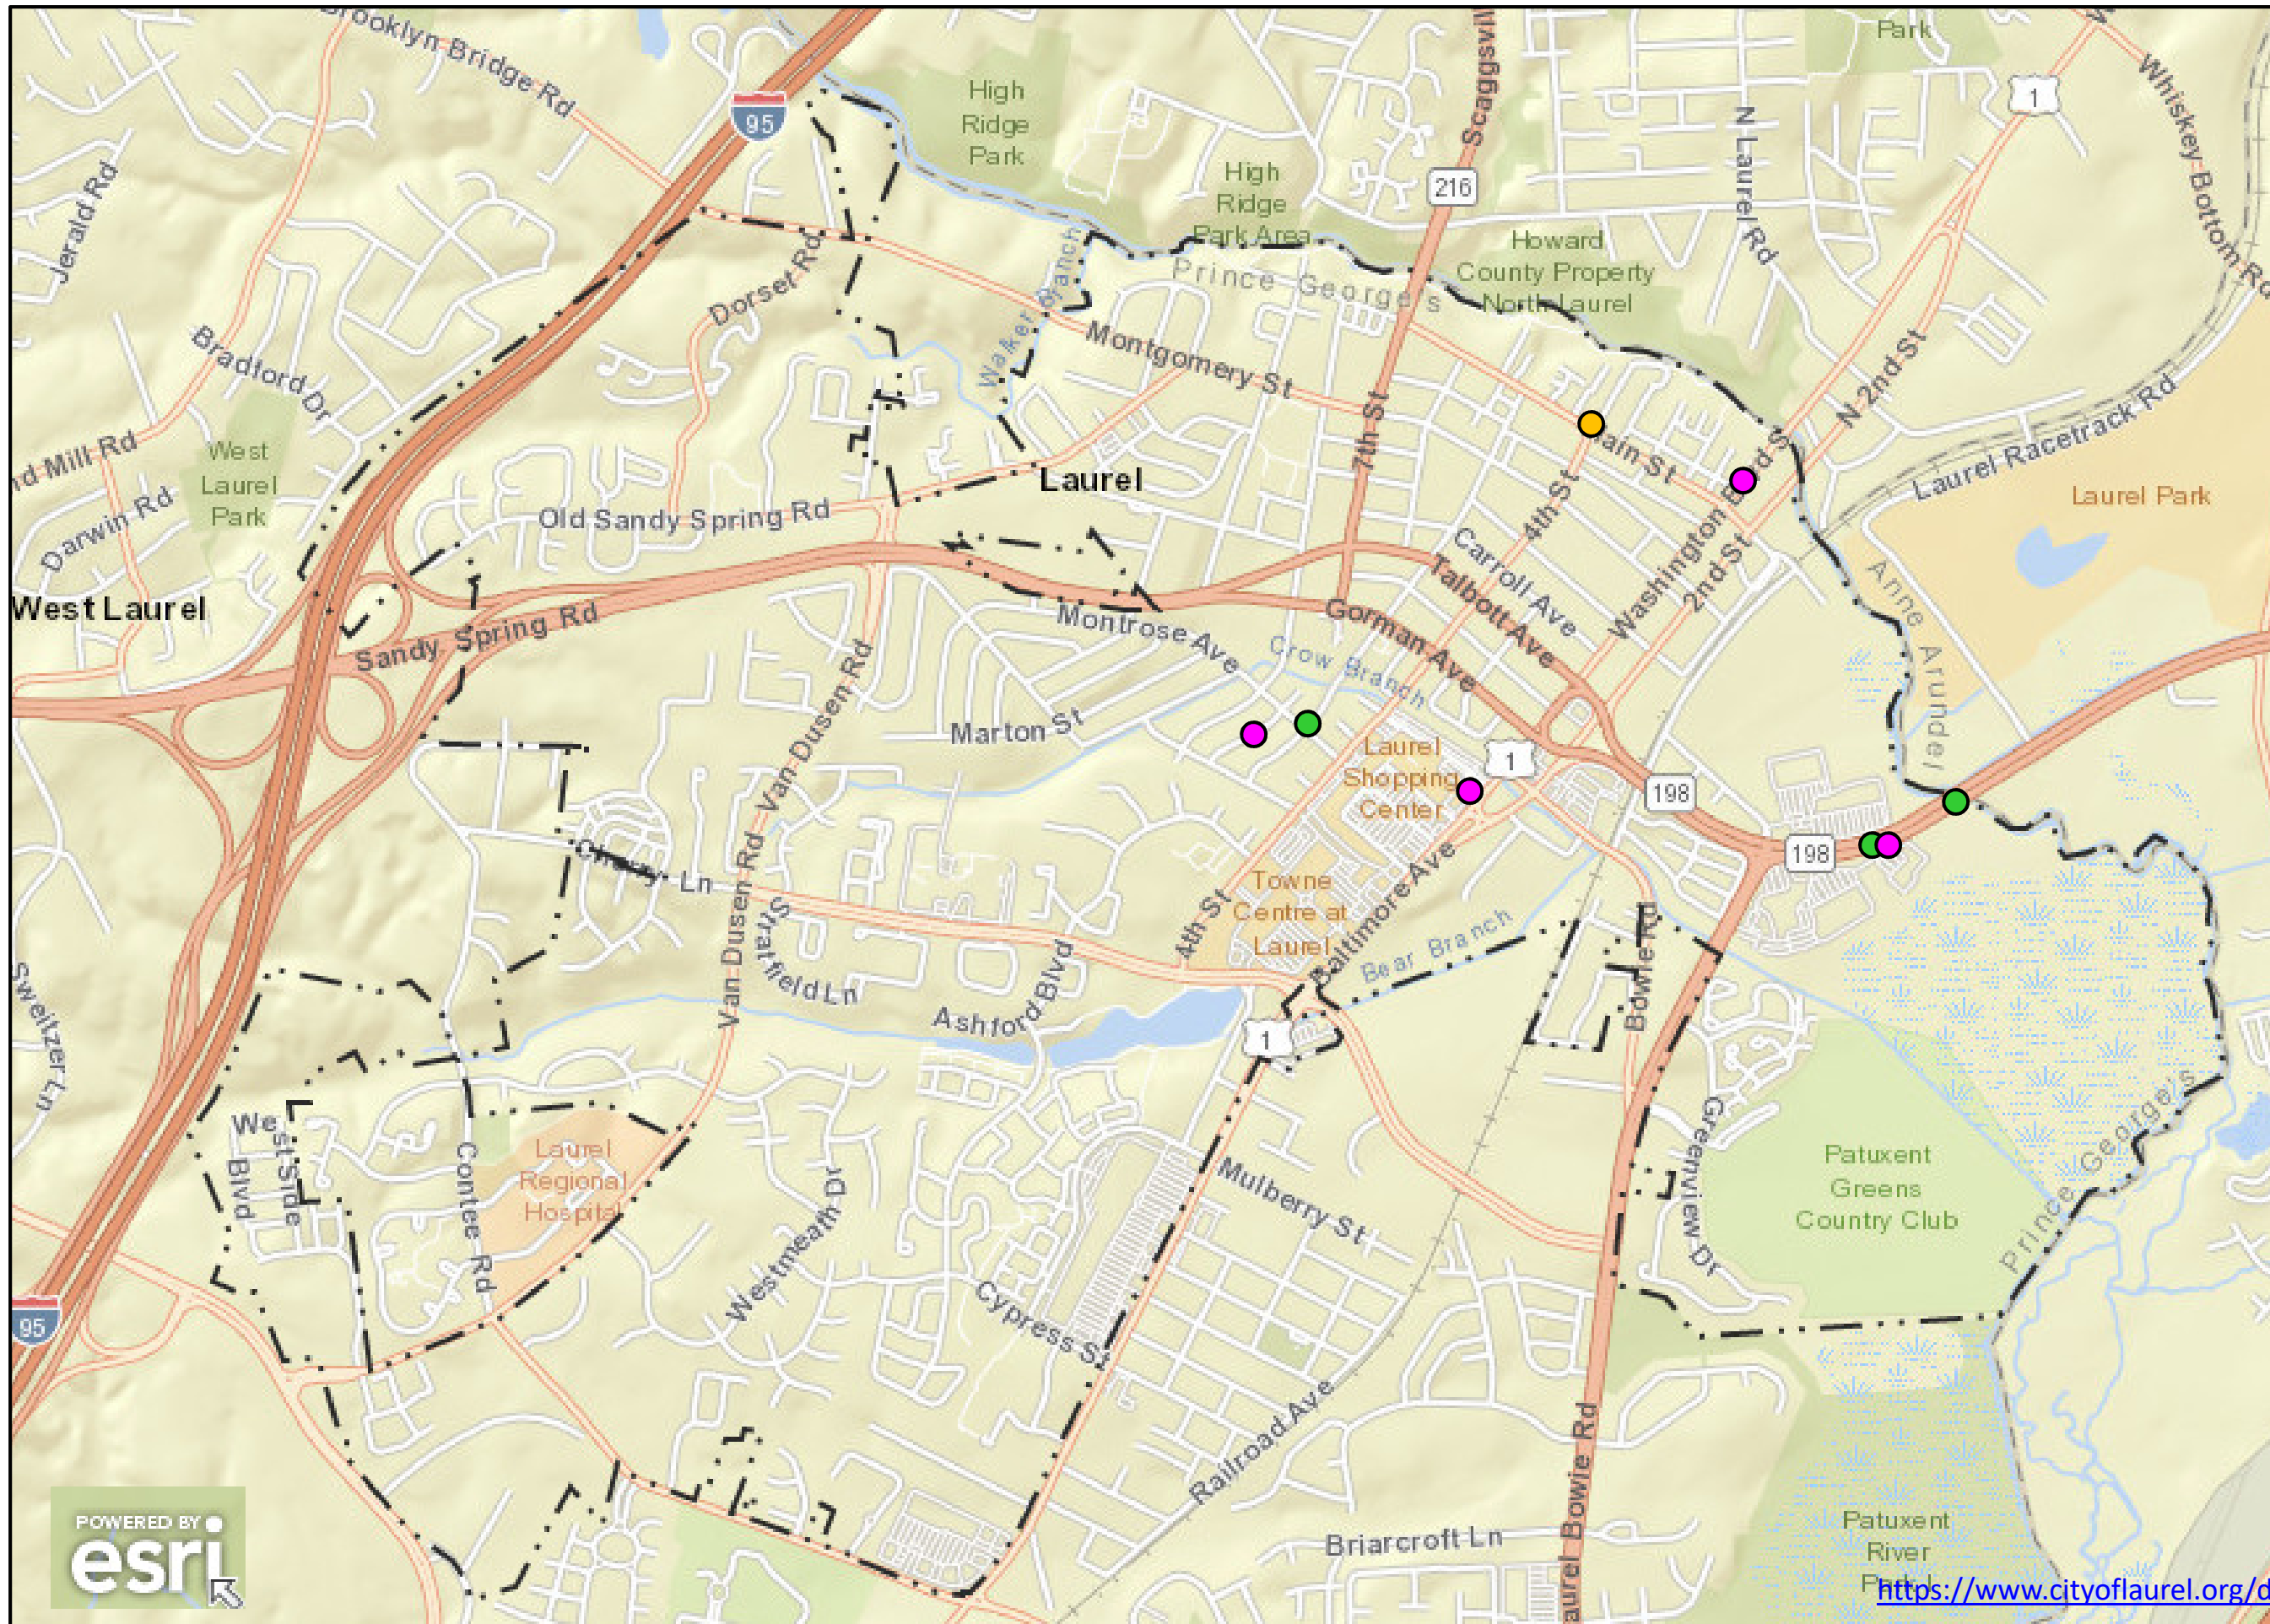 Brooklyn Bridge Rd
95
High
Ridge
Park
High
Ridge
Park Area
Scaggsvill
216
Park
1
N Laurel Rd
Whiskey Bottom Rd
Howard
County Property
North Laurel
Jerald Rd
Dorset Rd
Walker Branch
Prince George's
Montgomery St
Bradford Dr
West
Laurel
Park
nd Mill Rd
Darwin Rd
Old Sandy Spring Rd
Laurel
7th St
4th St
ain St
N 2nd St
Laurel Racetrack Rd
Laurel Park
West Laurel
Sandy Spring Rd
Montrose Ave
Carroll Ave
Talbott Ave
Gorman Ave
Washington Blvd S
2nd St
Anne Arundel
Crow Branch
Marton St
Van Dusen Rd
Laurel
Shopping
Center
1
198
198
Cherry Ln
Van Dusen Rd
Stratfield Ln
Ashford Blvd
4th St
Towne
Centre at
Laurel
Baltimore Ave
Bear Branch
Bowie Rd
1
Sweitzer Ln
West Side
Blvd
Contee Rd
Laurel
Regional
Hospital
Westmeath Dr
Cypress St
Mulberry St
Greenview Dr
Patuxent
Greens
Country Club
Prince George's
95
Railroad Ave
Briarcroft Ln
aurel Bowie Rd
Patuxent
River
POWERED BY
esri
https://www.cityoflaurel.org/d